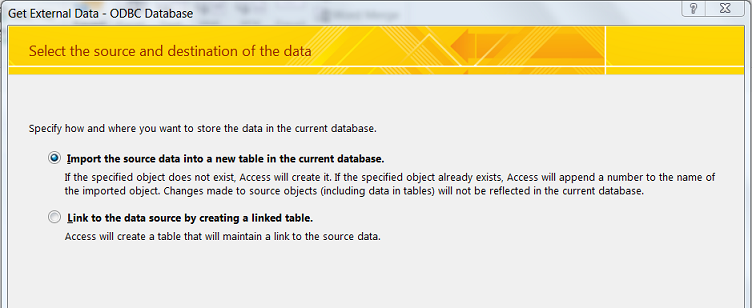 Get External Data - ODBC Database
Select the source and destination of the data
Specify how and where you want to store the data in the current database.
Import the source data into a new table in the current database.
If the specified object does not exist, Access will create it. If the specified object already exists, Access will append a number to the name of
the imported object. Changes made to source objects (including data in tables) will not be reflected in the current database.
Link to the data source by creating a linked table.
Access will create a table that will maintain a link to the source data.